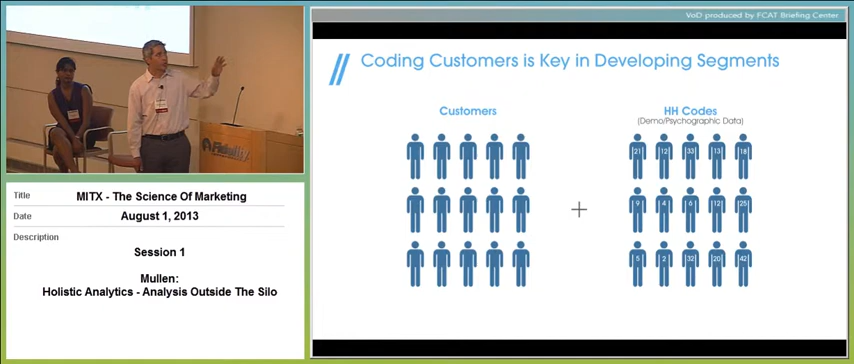 VoD produced by FCAT Briefing Center
Fidelity
Title MITX - The Science Of Marketing
Date August 1, 2013
Description
Session 1
Mullen:
Holistic Analytics - Analysis Outside The Silo
Coding Customers is Key in Developing Segments
Customers
HH Codes
(Demo/Psychographic Data)
21 12 33 13 18
+
9 4 6 12 25
5 2 32 20 42